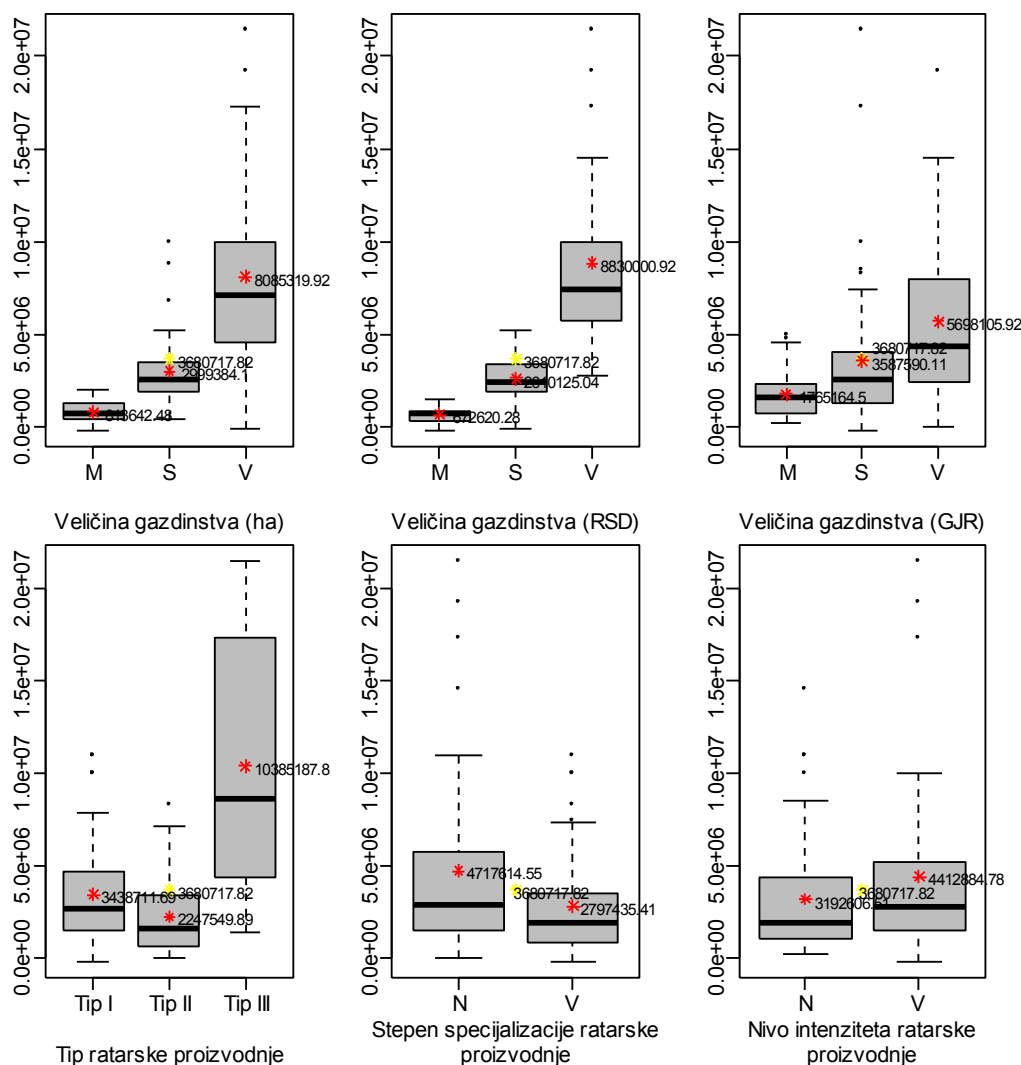 0.0e+00 5.0e+06 1.0e+07 1.5e+07 2.0e+07
8085319.92
3680717.82
2999384.1
M S V
Veličina gazdinstva (ha)
0.0e+00 5.0e+06 1.0e+07 1.5e+07 2.0e+07
8830000.92
3680717.82
M S V
Veličina gazdinstva (RSD)
0.0e+00 5.0e+06 1.0e+07 1.5e+07 2.0e+07
5698105.92
3680717.82
3587590.11
1765164.5
M S V
Veličina gazdinstva (GJR)
0.0e+00 5.0e+06 1.0e+07 1.5e+07 2.0e+07
10385187.8
3438711.69
3680717.82
2247549.89
Tip I Tip II Tip III
Tip ratarske proizvodnje
0.0e+00 5.0e+06 1.0e+07 1.5e+07 2.0e+07
4717614.55
3680717.82
2797435.41
N V
Stepen specijalizacije ratarske
proizvodnje
0.0e+00 5.0e+06 1.0e+07 1.5e+07 2.0e+07
4412884.78
3680717.82
N V
Nivo intenziteta ratarske
proizvodnje